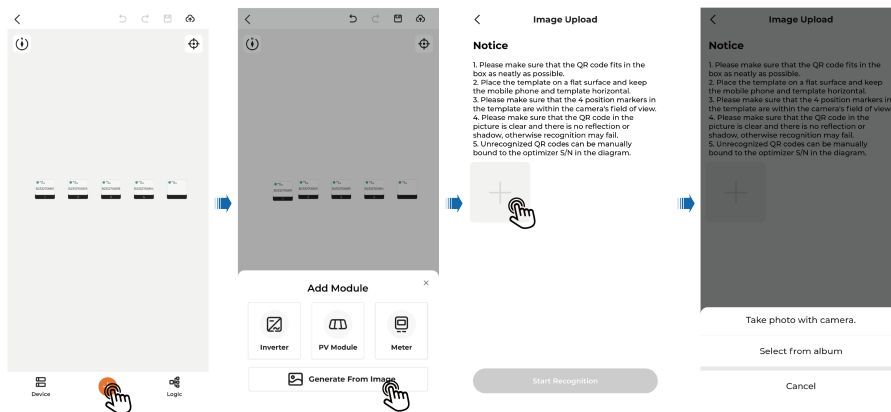 Device
Logic
Add Module
×
Inverter
PV Module
Meter
Generate From Image
Image Upload
Notice
1. Please make sure that the QR code fits in the
box as neatly as possible.
2. Place the template on a flat surface and keep
the mobile phone and template horizontal.
3. Please make sure that the 4 position markers in
the template are within the camera's field of view.
4. Please make sure that the QR code in the
picture is clear and there is no reflection or
shadow, otherwise recognition may fail.
5. Unrecognized QR codes can be manually
bound to the optimizer S/N in the diagram.
Start Recognition
Image Upload
Notice
1. Please make sure that the QR code fits in the
box as neatly as possible.
2. Place the template on a flat surface and keep
the mobile phone and template horizontal.
3. Please make sure that the 4 position markers in
the template are within the camera's field of view.
4. Please make sure that the QR code in the
picture is clear and there is no reflection or
shadow, otherwise recognition may fail.
5. Unrecognized QR codes can be manually
bound to the optimizer S/N in the diagram.
Take photo with camera.
Select from album
Cancel